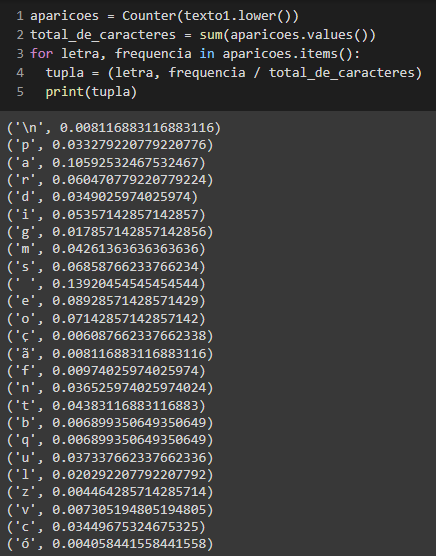 1 aparicoes = Counter(texto1.lower())
2 total_de_caracteres = sum(aparicoes.values())
3 for letra, frequencia in aparicoes.items():
4   tupla = (letra, frequencia / total_de_caracteres)
5   print(tupla)
('\n', 0.008116883116883116)
('p', 0.033279220779220776)
('a', 0.10592532467532467)
('r', 0.060470779220779224)
('d', 0.0349025974025974)
('i', 0.05357142857142857)
('g', 0.017857142857142856)
('m', 0.04261363636363636)
('s', 0.06858766233766234)
(' ', 0.13920454545454544)
('e', 0.08928571428571429)
('o', 0.07142857142857142)
('ç', 0.006087662337662338)
('ã', 0.008116883116883116)
('f', 0.00974025974025974)
('n', 0.036525974025974024)
('t', 0.04383116883116883)
('b', 0.006899350649350649)
('q', 0.006899350649350649)
('u', 0.037337662337662336)
('l', 0.020292207792207792)
('z', 0.004464285714285714)
('v', 0.007305194805194805)
('c', 0.03449675324675325)
('ó', 0.004058441558441558)